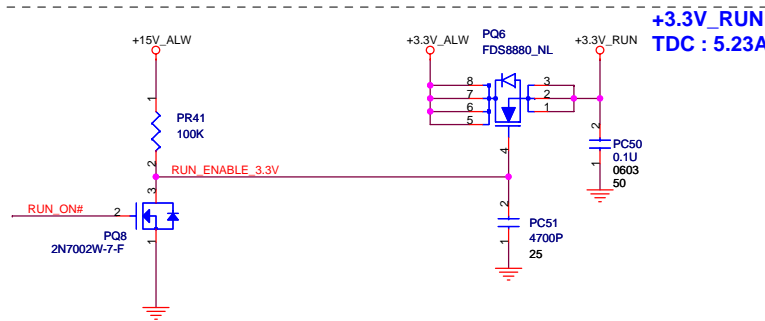 +3.3V_RUN
TDC : 5.23A
+15V_ALW
+3.3V_ALW
PQ6
FDS8880_NL
+3.3V_RUN
8
7
6
5
3
2
1
4
1
PR41
100K
2
RUN_ENABLE_3.3V
2
PC50
0.1U
0603
50
1
RUN_ON#
2
3
1
PQ8
2N7002W-7-F
2
PC51
4700P
25
1